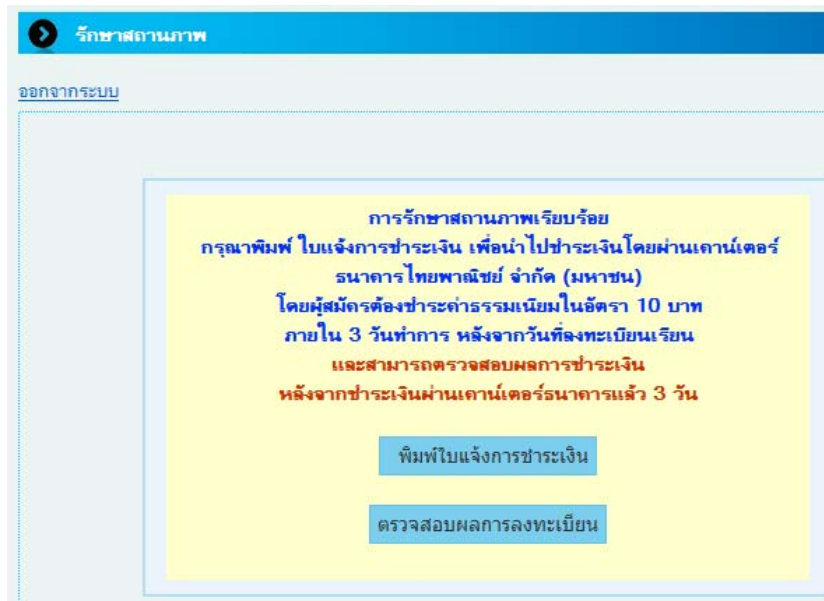 รักษาสถานภาพ
ออกจากระบบ
การรักษาสถานภาพเรียบร้อย
กรุณาพิมพ์ ใบแจ้งการชำระเงิน เพื่อนำไปชำระเงินโดยผ่านเคาน์เตอร์
ธนาคารไทยพาณิชย์ จำกัด (มหาชน)
โดยผู้สมัครต้องชำระค่าธรรมเนียมในอัตรา 10 บาท
ภายใน 3 วันทำการ หลังจากวันที่ลงทะเบียนเรียน
และสามารถตรวจสอบผลการชำระเงิน
หลังจากชำระเงินผ่านเคาน์เตอร์ธนาคารแล้ว 3 วัน
พิมพ์ใบแจ้งการชำระเงิน
ตรวจสอบผลการลงทะเบียน